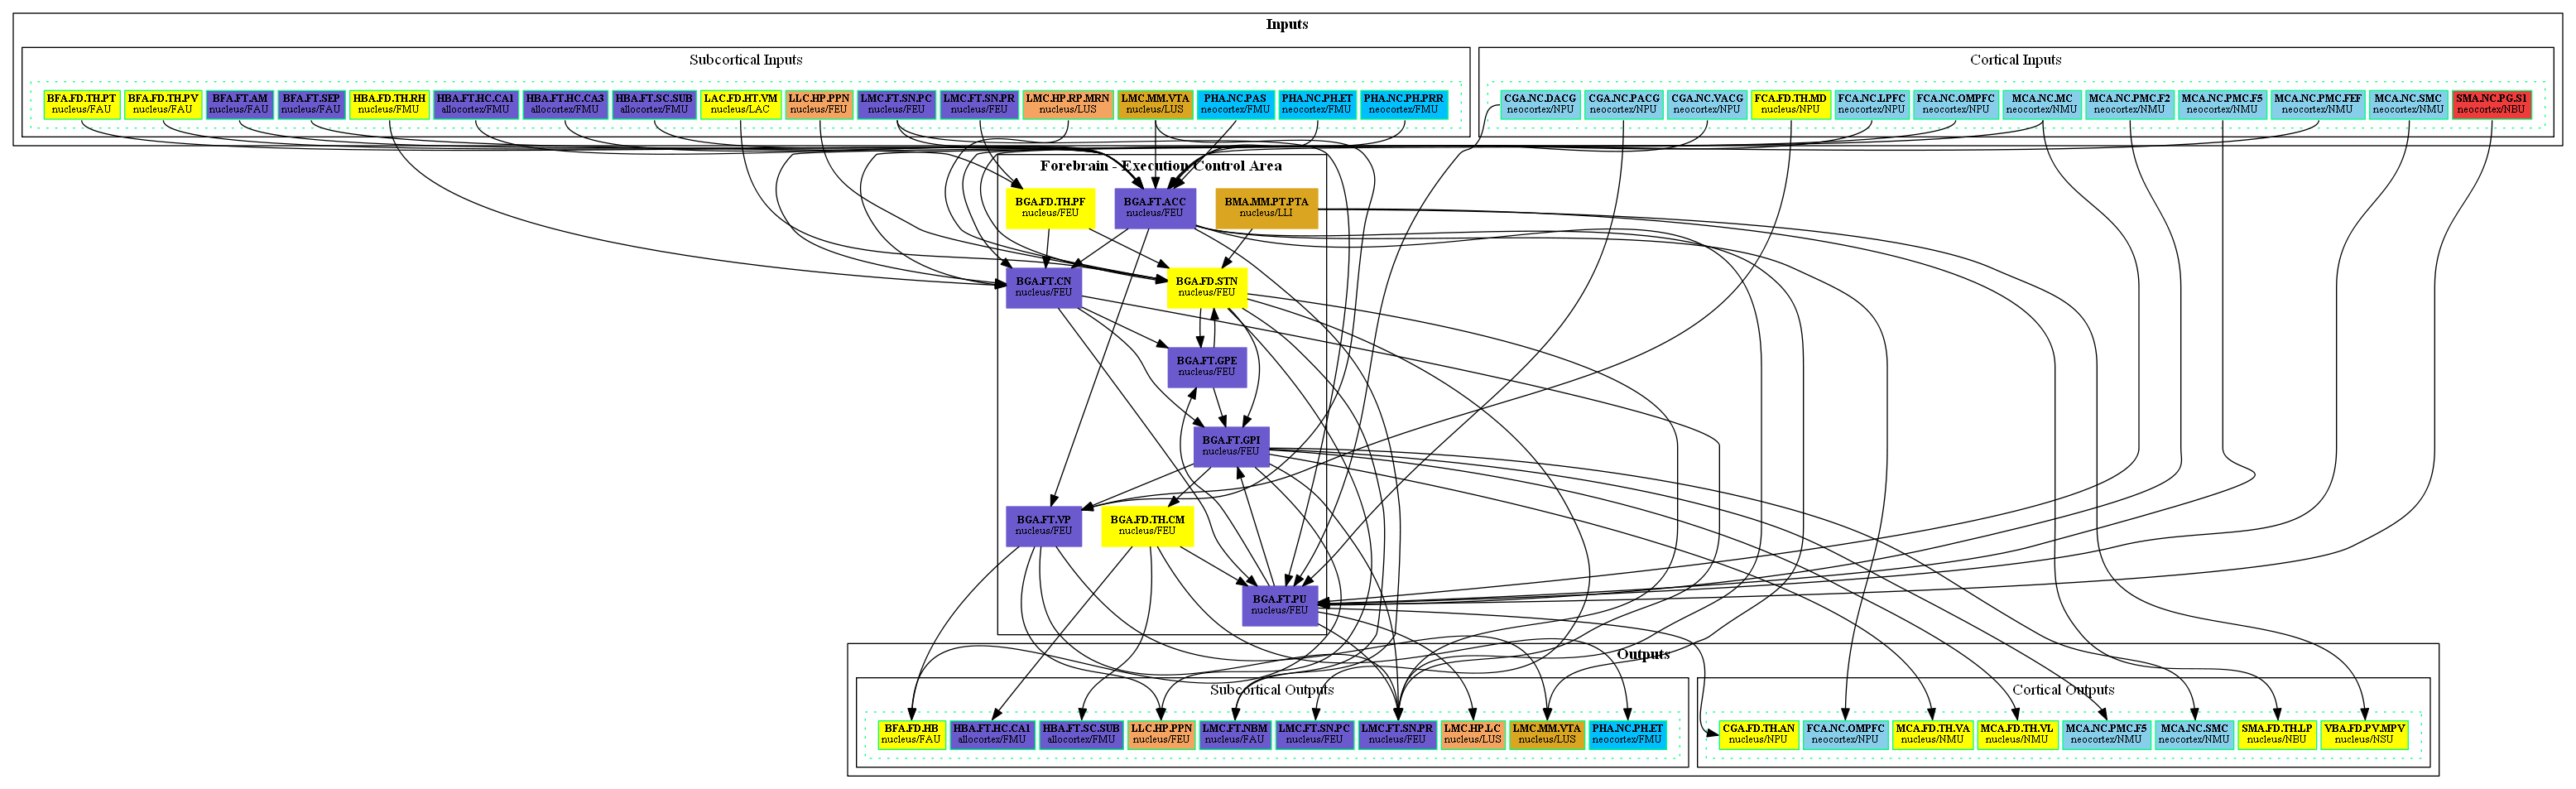 Inputs
Subcortical Inputs
Cortical Inputs
BFA.FD.TH.PT
nucleus/FAU
BFA.FD.TH.PV
nucleus/FAU
BFA.FT.AM
nucleus/FAU
BFA.FT.SEP
nucleus/FAU
HBA.FD.TH.RH
nucleus/FMU
HBA.FT.HC.CA1
allocortex/FMU
HBA.FT.HC.CA3
allocortex/FMU
HBA.FT.SC.SUB
allocortex/FMU
LAC.FD.HT.VM
nucleus/LAC
LLC.HP.PPN
nucleus/FEU
LMC.FT.SN.PC
nucleus/FEU
LMC.FT.SN.PR
nucleus/FEU
LMC.HP.RP.MRN
nucleus/LUS
LMC.MM.VTA
nucleus/LUS
PHA.NC.PAS
neocortex/FMU
PHA.NC.PH.ET
neocortex/FMU
PHA.NC.PH.PRR
neocortex/FMU
CGA.NC.DACG
neocortex/NPU
CGA.NC.PACG
neocortex/NPU
CGA.NC.VACG
neocortex/NPU
FCA.FD.TH.MD
nucleus/NPU
FCA.NC.LPFC
neocortex/NPU
FCA.NC.OMPFC
neocortex/NPU
MCA.NC.MC
neocortex/NMU
MCA.NC.PMC.F2
neocortex/NMU
MCA.NC.PMC.F5
neocortex/NMU
MCA.NC.PMC.FEF
neocortex/NMU
MCA.NC.SMC
neocortex/NMU
SMA.NC.PG.S1
neocortex/NBU
Forebrain - Execution Control Area
BGA.FD.TH.PF
nucleus/FEU
BGA.FT.ACC
nucleus/FEU
BMA.MM.PT.PTA
nucleus/LLI
BGA.FT.CN
nucleus/FEU
BGA.FD.STN
nucleus/FEU
BGA.FT.GPE
nucleus/FEU
BGA.FT.GPI
nucleus/FEU
BGA.FT.VP
nucleus/FEU
BGA.FD.TH.CM
nucleus/FEU
BGA.FT.PU
nucleus/FEU
Outputs
Subcortical Outputs
Cortical Outputs
BFA.FD.HB
nucleus/FAU
HBA.FT.HC.CA1
allocortex/FMU
HBA.FT.SC.SUB
allocortex/FMU
LLC.HP.PPN
nucleus/FEU
LMC.FT.NBM
nucleus/FAU
LMC.FT.SN.PC
nucleus/FEU
LMC.FT.SN.PR
nucleus/FEU
LMC.HP.LC
nucleus/LUS
LMC.MM.VTA
nucleus/LUS
PHA.NC.PH.ET
neocortex/FMU
CGA.FD.TH.AN
nucleus/NPU
FCA.NC.OMPFC
neocortex/NPU
MCA.FD.TH.VA
nucleus/NMU
MCA.FD.TH.VL
nucleus/NMU
MCA.NC.PMC.F5
neocortex/NMU
MCA.NC.SMC
neocortex/NMU
SMA.FD.TH.LP
nucleus/NBU
VBA.FD.PV.MPV
nucleus/NSU